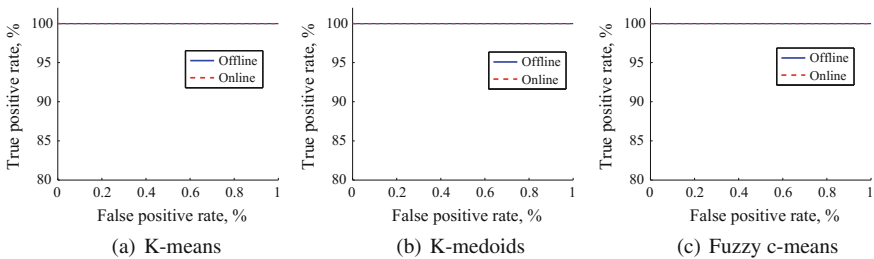 True positive rate, %
100
95
90
85
80
Offline
Online
0 0.2 0.4 0.6 0.8 1
False positive rate, %
(a) K-means
True positive rate, %
100
95
90
85
80
Offline
Online
0 0.2 0.4 0.6 0.8 1
False positive rate, %
(b) K-medoids
True positive rate, %
100
95
90
85
80
Offline
Online
0 0.2 0.4 0.6 0.8 1
False positive rate, %
(c) Fuzzy c-means